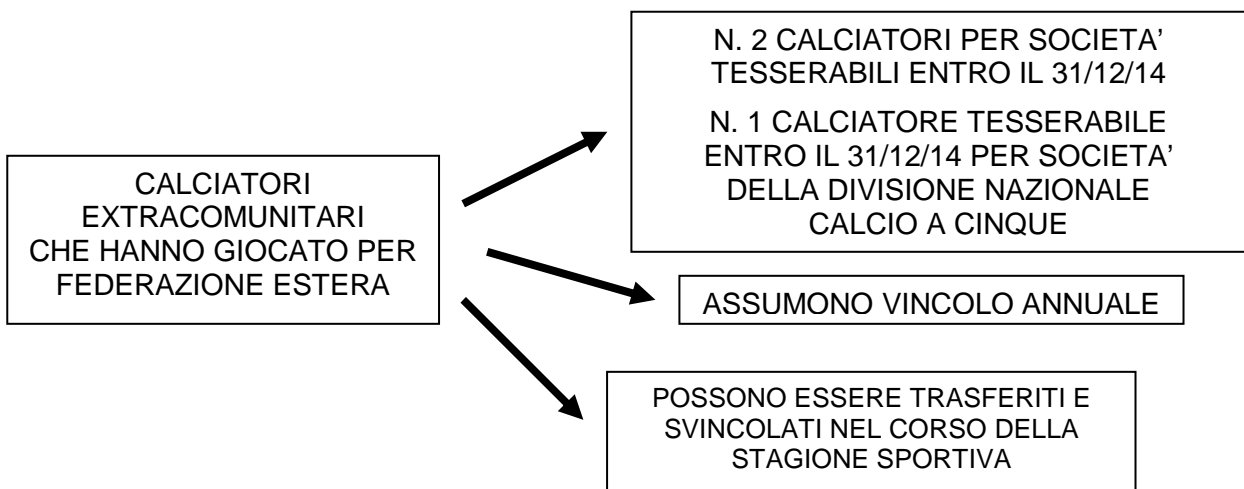 CALCIATORI
EXTRACOMUNITARI
CHE HANNO GIOCATO PER
FEDERAZIONE ESTERA
N. 2 CALCIATORI PER SOCIETA’
TESSERABILI ENTRO IL 31/12/14
N. 1 CALCIATORE TESSERABILE
ENTRO IL 31/12/14 PER SOCIETA’
DELLA DIVISIONE NAZIONALE
CALCIO A CINQUE
ASSUMONO VINCOLO ANNUALE
POSSONO ESSERE TRASFERITI E
SVINCOLATI NEL CORSO DELLA
STAGIONE SPORTIVA